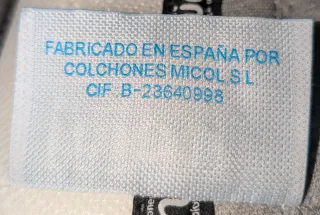 FABRICADO EN ESPAÑA POR
COLCHONES MICOL S L
CIF B-23640998